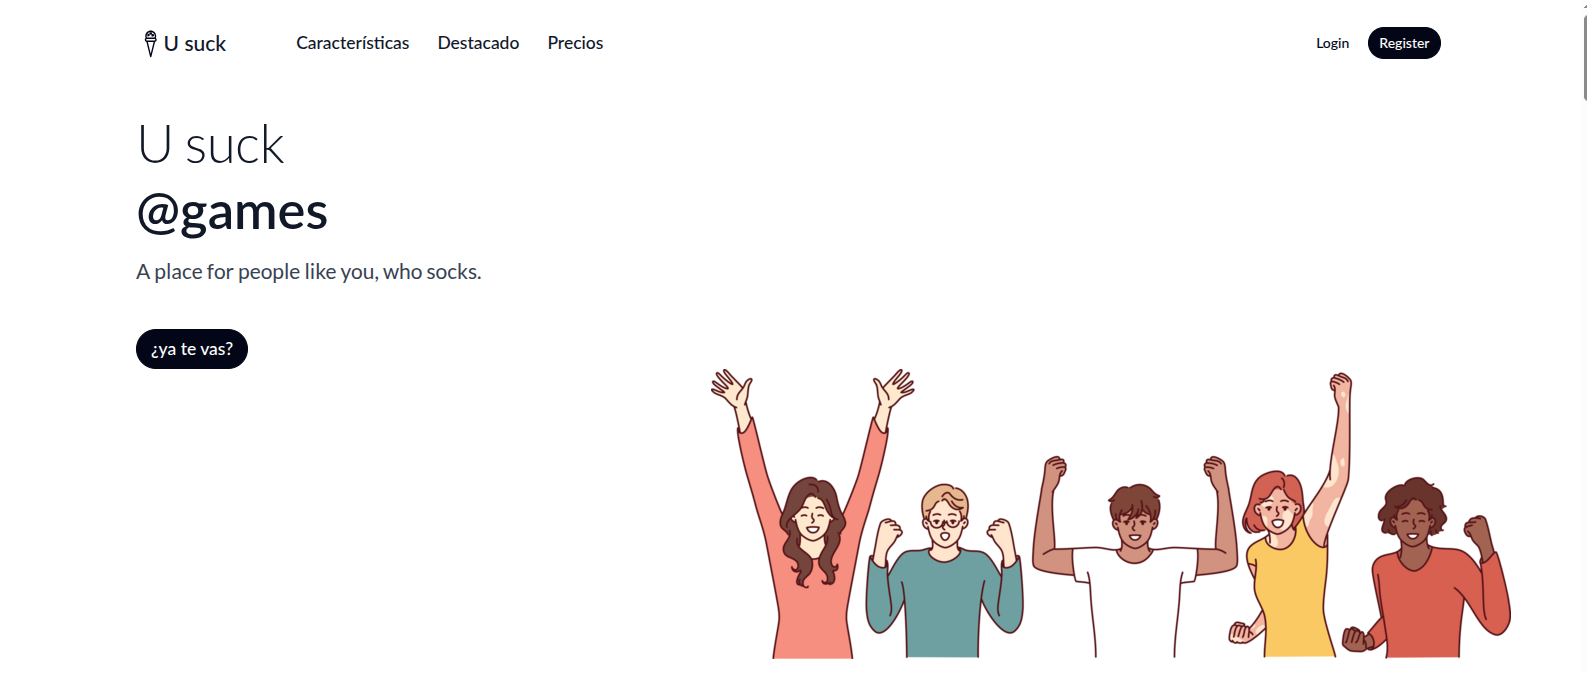 U suck Características Destacado Precios Login Register
U suck
@games
A place for people like you, who socks.
¿ya te vas?